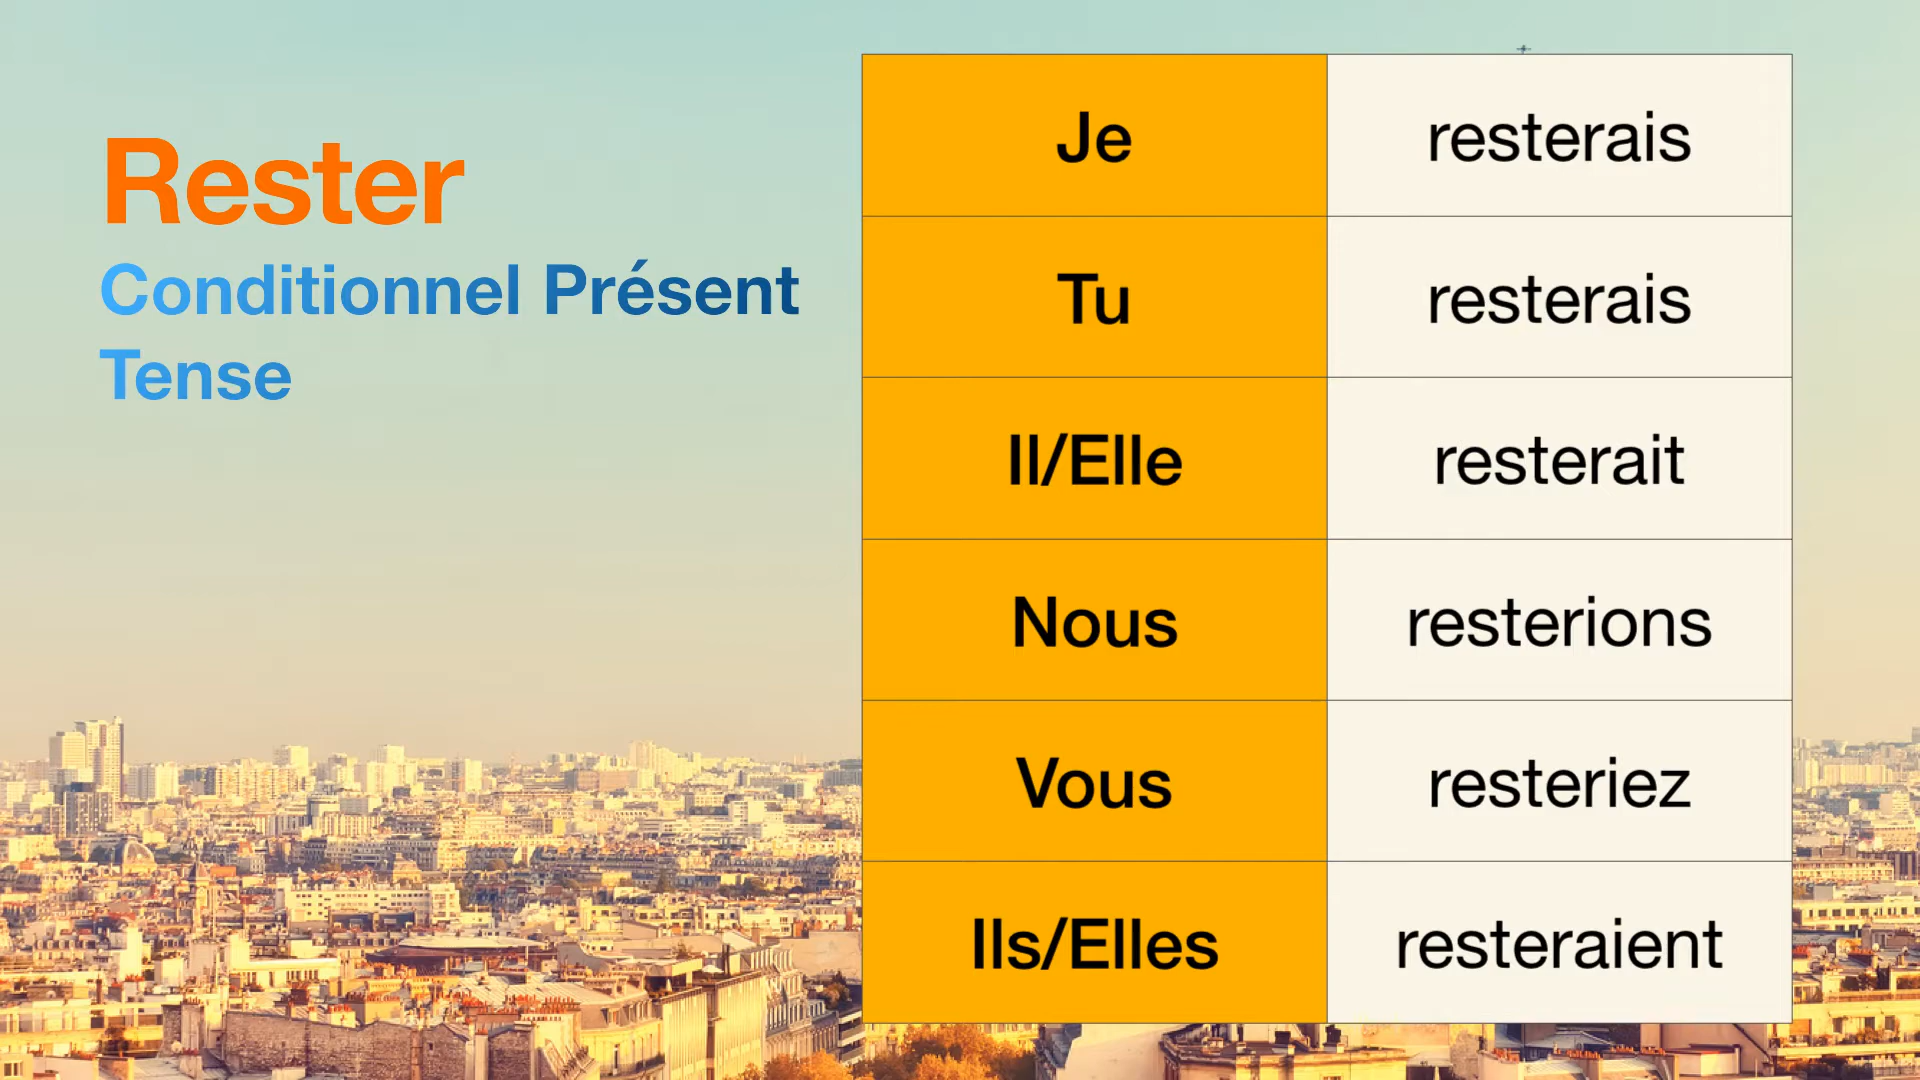 Rester
Conditionnel Présent
Tense
Je resterais
Tu resterais
Il/Elle resterait
Nous resterions
Vous resteriez
Ils/Elles resteraient